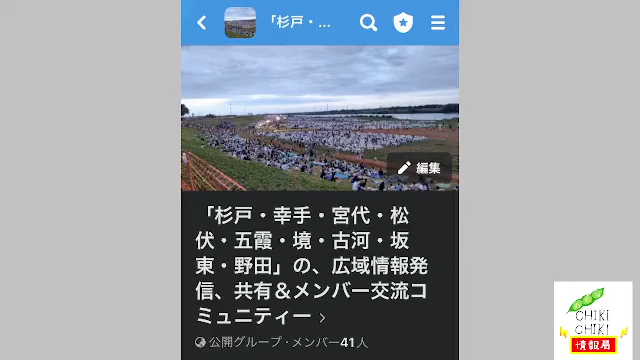 「杉戸・...
編集
「杉戸・幸手・宮代・松
伏・五霞・境・古河・坂
東・野田」の、広域情報発
信、共有&メンバー交流コ
ミュニティー
公開グループ・メンバー41人
CHIKI
CHIKI
情報局